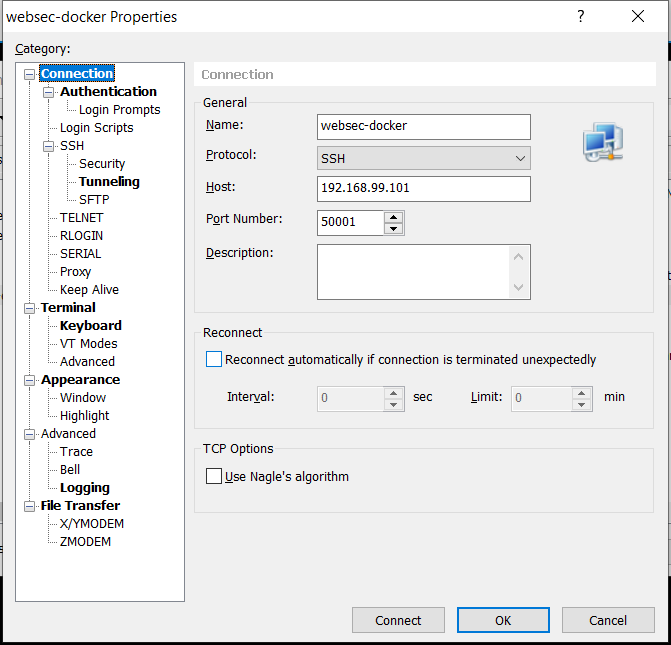 websec-docker Properties
?
Category:
Connection
Authentication
Login Prompts
Login Scripts
SSH
Security
Tunneling
SFTP
TELNET
RLOGIN
SERIAL
Proxy
Keep Alive
Terminal
Keyboard
VT Modes
Advanced
Appearance
Window
Highlight
Advanced
Trace
Bell
Logging
File Transfer
X/YMODEM
ZMODEM
Connection
General
Name: websec-docker
Protocol: SSH
Host: 192.168.99.101
Port Number: 50001
Description:
Reconnect
Reconnect automatically if connection is terminated unexpectedly
Interval: 0 sec Limit: 0 min
TCP Options
Use Nagle's algorithm
Connect OK Cancel